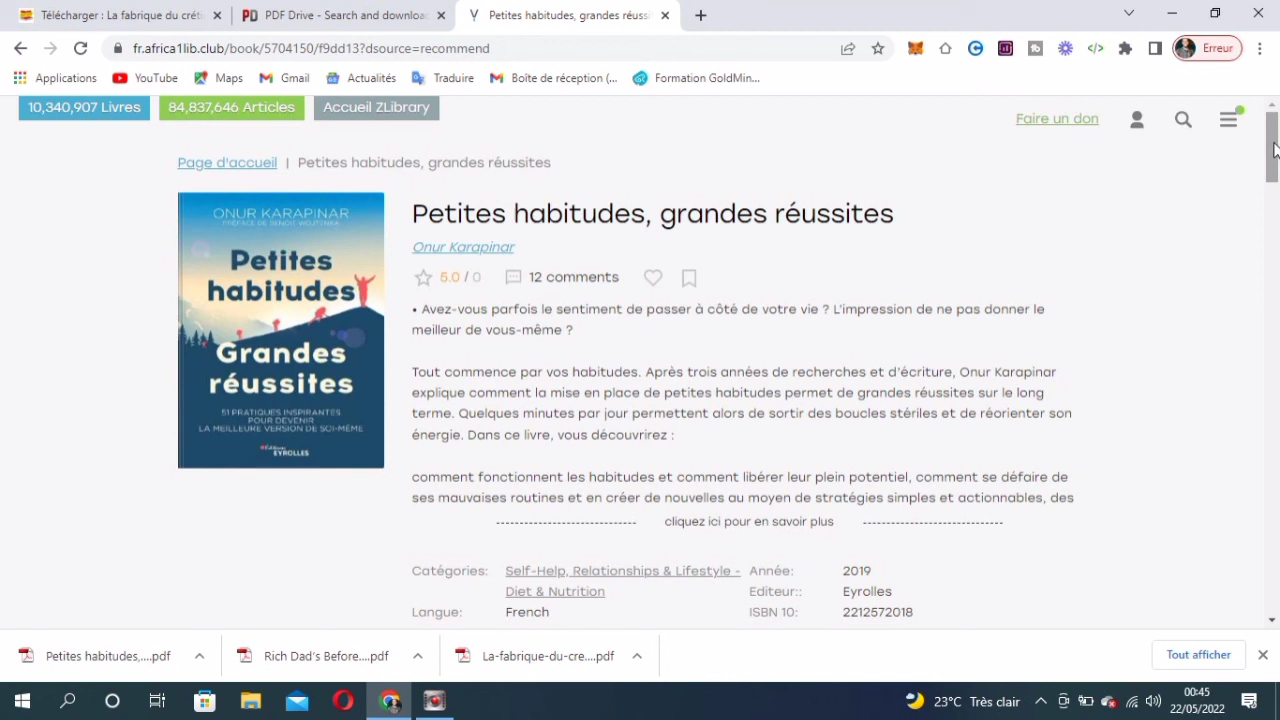 Télécharger : La fabrique du créti
PDF Drive - Search and downloac
Petites habitudes, grandes réuss
fr.africa1lib.club/book/5704150/f9dd13?dsource=recommend
Erreur
Applications
YouTube
Maps
Gmail
Actualités
Traduire
Boîte de réception (...
Formation GoldMin...
10,340,907 Livres
84,837,646 Articles
Accueil ZLibrary
Faire un don
Page d'accueil | Petites habitudes, grandes réussites
ONUR KARAPINAR
PRÉFACE DE BENOIT WOJTENKA
Petites
habitudes
Grandes
réussites
51 PRATIQUES INSPIRANTES
POUR DEVENIR
LA MEILLEURE VERSION DE SOI-MÊME
EYROLLES
Petites habitudes, grandes réussites
Onur Karapinar
5.0 / 0
12 comments
• Avez-vous parfois le sentiment de passer à côté de votre vie ? L'impression de ne pas donner le
meilleur de vous-même ?
Tout commence par vos habitudes. Après trois années de recherches et d'écriture, Onur Karapinar
explique comment la mise en place de petites habitudes permet de grandes réussites sur le long
terme. Quelques minutes par jour permettent alors de sortir des boucles stériles et de réorienter son
énergie. Dans ce livre, vous découvrirez :
comment fonctionnent les habitudes et comment libérer leur plein potentiel, comment se défaire de
ses mauvaises routines et en créer de nouvelles au moyen de stratégies simples et actionnables, des
---------------------------- cliquez ici pour en savoir plus ----------------------------
Catégories: Self-Help, Relationships & Lifestyle -
Diet & Nutrition
Langue: French
Année: 2019
Editeur:: Eyrolles
ISBN 10: 2212572018
Petites habitudes,....pdf
Rich Dad's Before....pdf
La-fabrique-du-cre....pdf
Tout afficher
23°C Très clair
00:45
22/05/2022